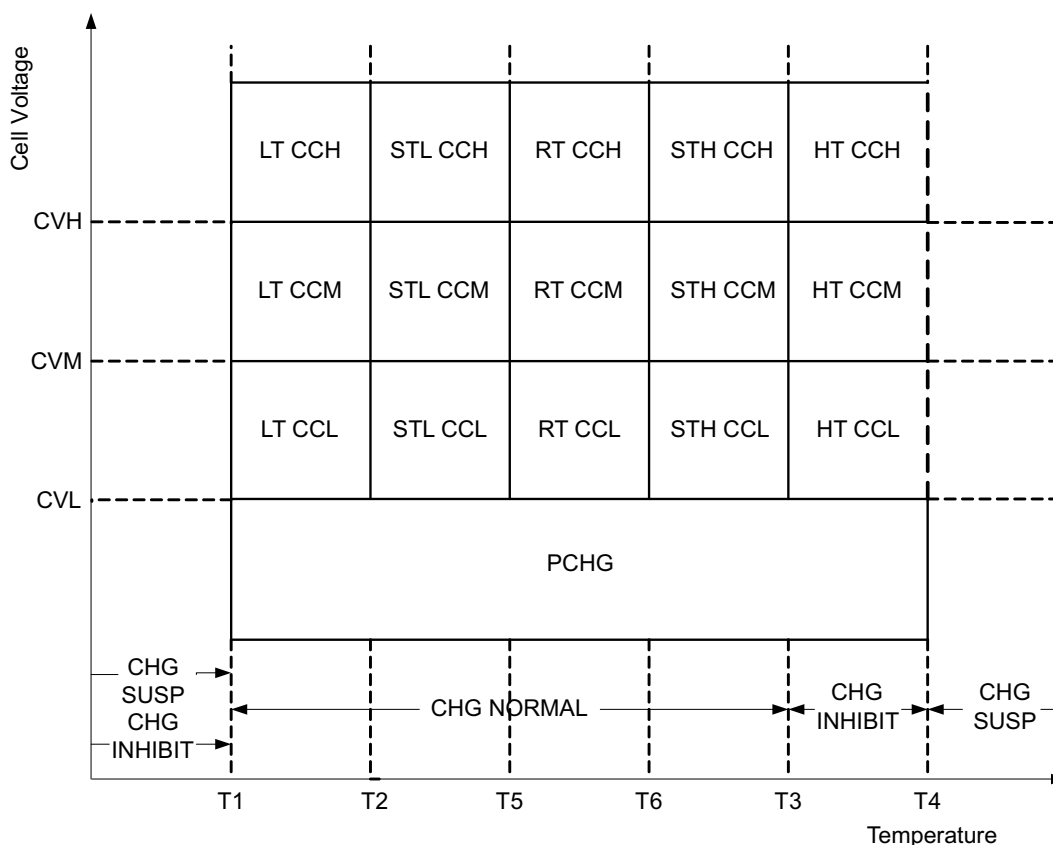 Cell Voltage
LT CCH STL CCH RT CCH STH CCH HT CCH
CVH
LT CCM STL CCM RT CCM STH CCM HT CCM
CVM
LT CCL STL CCL RT CCL STH CCL HT CCL
CVL
PCHG
CHG
SUSP
CHG
INHIBIT
CHG NORMAL
CHG
INHIBIT
CHG
SUSP
T1 T2 T5 T6 T3 T4
Temperature